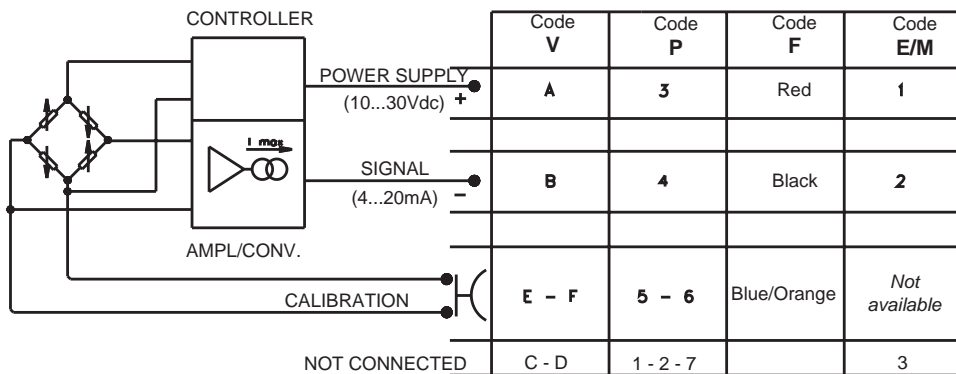 CONTROLLER
Code Code Code Code
V P F E/M
POWER SUPPLY
(10...30Vdc) +
A 3 Red 1
I max
SIGNAL
(4...20mA) −
B 4 Black 2
AMPL/CONV.
CALIBRATION
E – F 5 – 6 Blue/Orange Not
available
NOT CONNECTED C - D 1 - 2 - 7 3